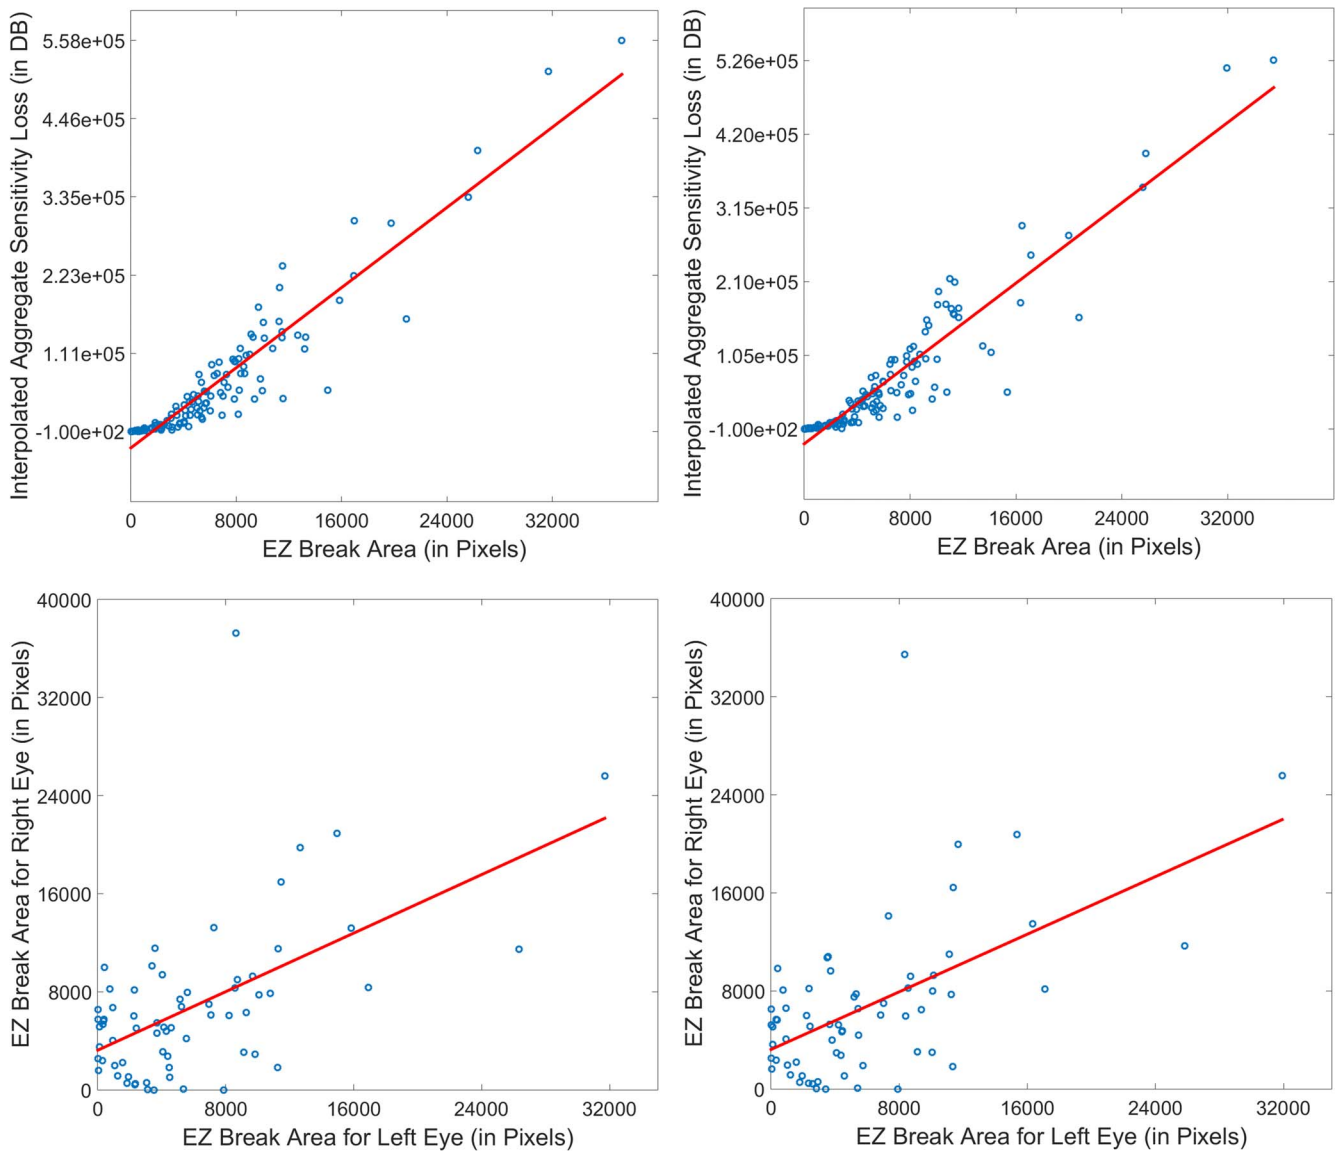 Interpolated Aggregate Sensitivity Loss (in DB)
5.58e+05
4.46e+05
3.35e+05
2.23e+05
1.11e+05
-1.00e+02
0 8000 16000 24000 32000
EZ Break Area (in Pixels)
Interpolated Aggregate Sensitivity Loss (in DB)
5.26e+05
4.20e+05
3.15e+05
2.10e+05
1.05e+05
-1.00e+02
0 8000 16000 24000 32000
EZ Break Area (in Pixels)
EZ Break Area for Right Eye (in Pixels)
40000
32000
24000
16000
8000
0
0 8000 16000 24000 32000
EZ Break Area for Left Eye (in Pixels)
EZ Break Area for Right Eye (in Pixels)
40000
32000
24000
16000
8000
0
0 8000 16000 24000 32000
EZ Break Area for Left Eye (in Pixels)